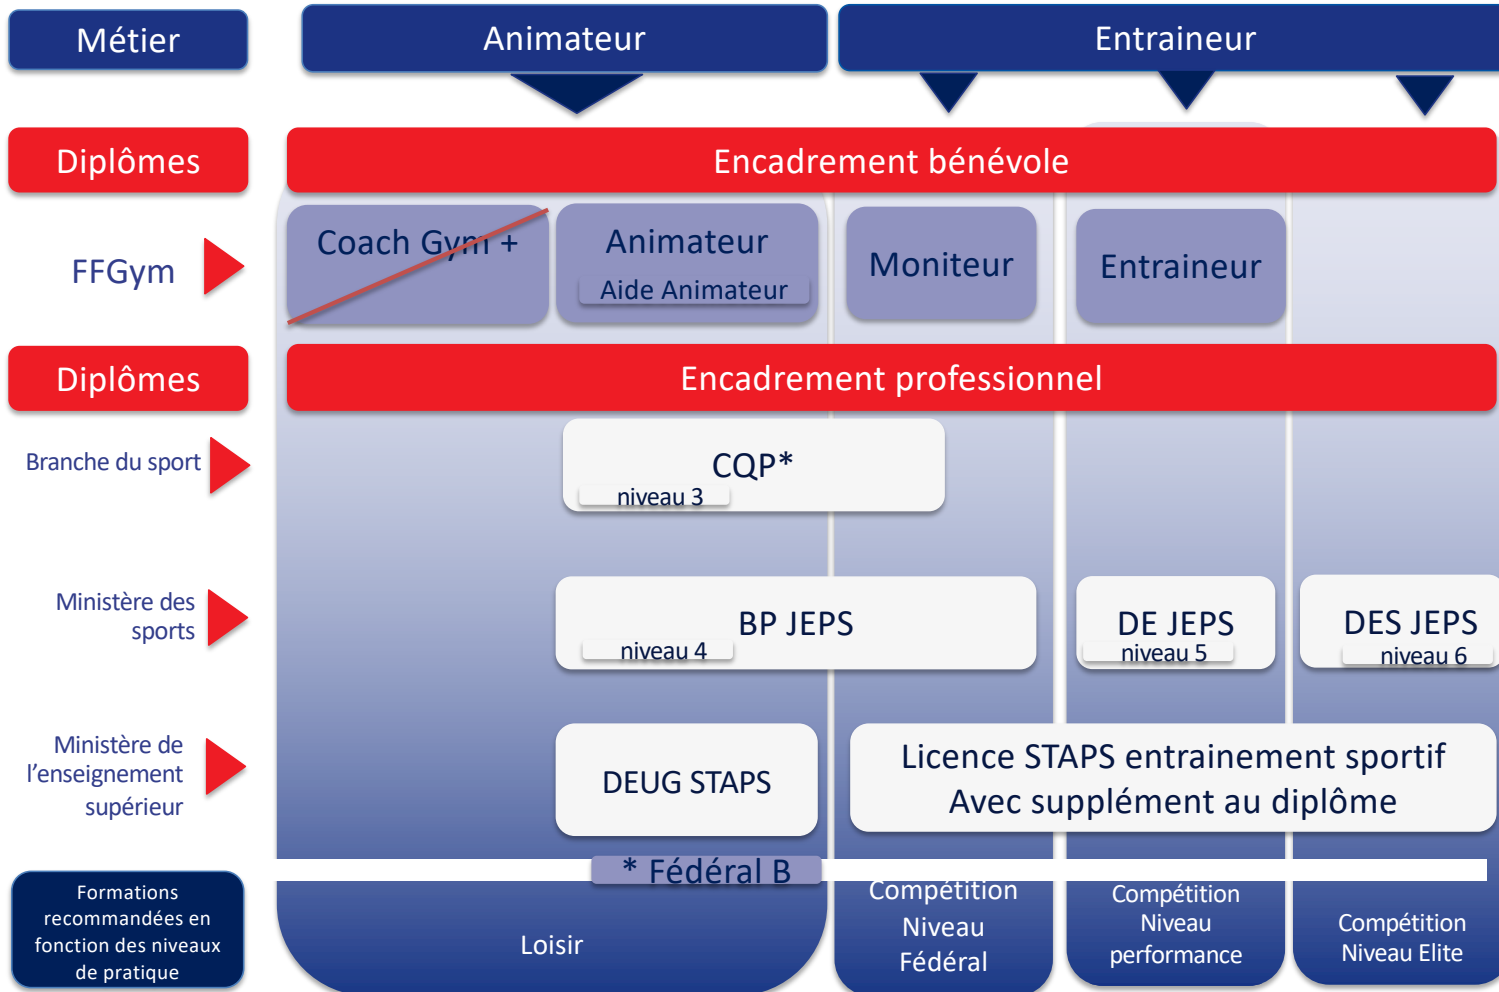 Métier
Animateur
Entraineur
Diplômes
Encadrement bénévole
FFGym
Coach Gym +
Animateur
Aide Animateur
Moniteur
Entraineur
Diplômes
Encadrement professionnel
Branche du sport
CQP*
niveau 3
Ministère des
sports
BP JEPS
niveau 4
DE JEPS
niveau 5
DES JEPS
niveau 6
Ministère de
l'enseignement
supérieur
DEUG STAPS
Licence STAPS entrainement sportif
Avec supplément au diplôme
* Fédéral B
Formations
recommandées en
fonction des niveaux
de pratique
Loisir
Compétition
Niveau
Fédéral
Compétition
Niveau
performance
Compétition
Niveau Elite